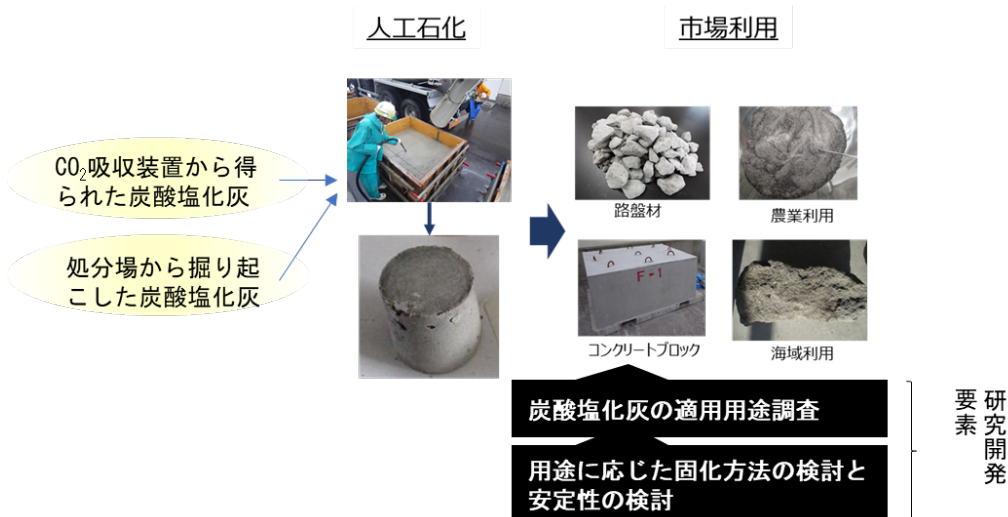 人工石化
市場利用
CO₂吸収装置から得
られた炭酸塩化灰
処分場から掘り起
こした炭酸塩化灰
路盤材
農業利用
F-1
コンクリートブロック
海域利用
炭酸塩化灰の適用用途調査
用途に応じた固化方法の検討と
安定性の検討
研究開発
要素